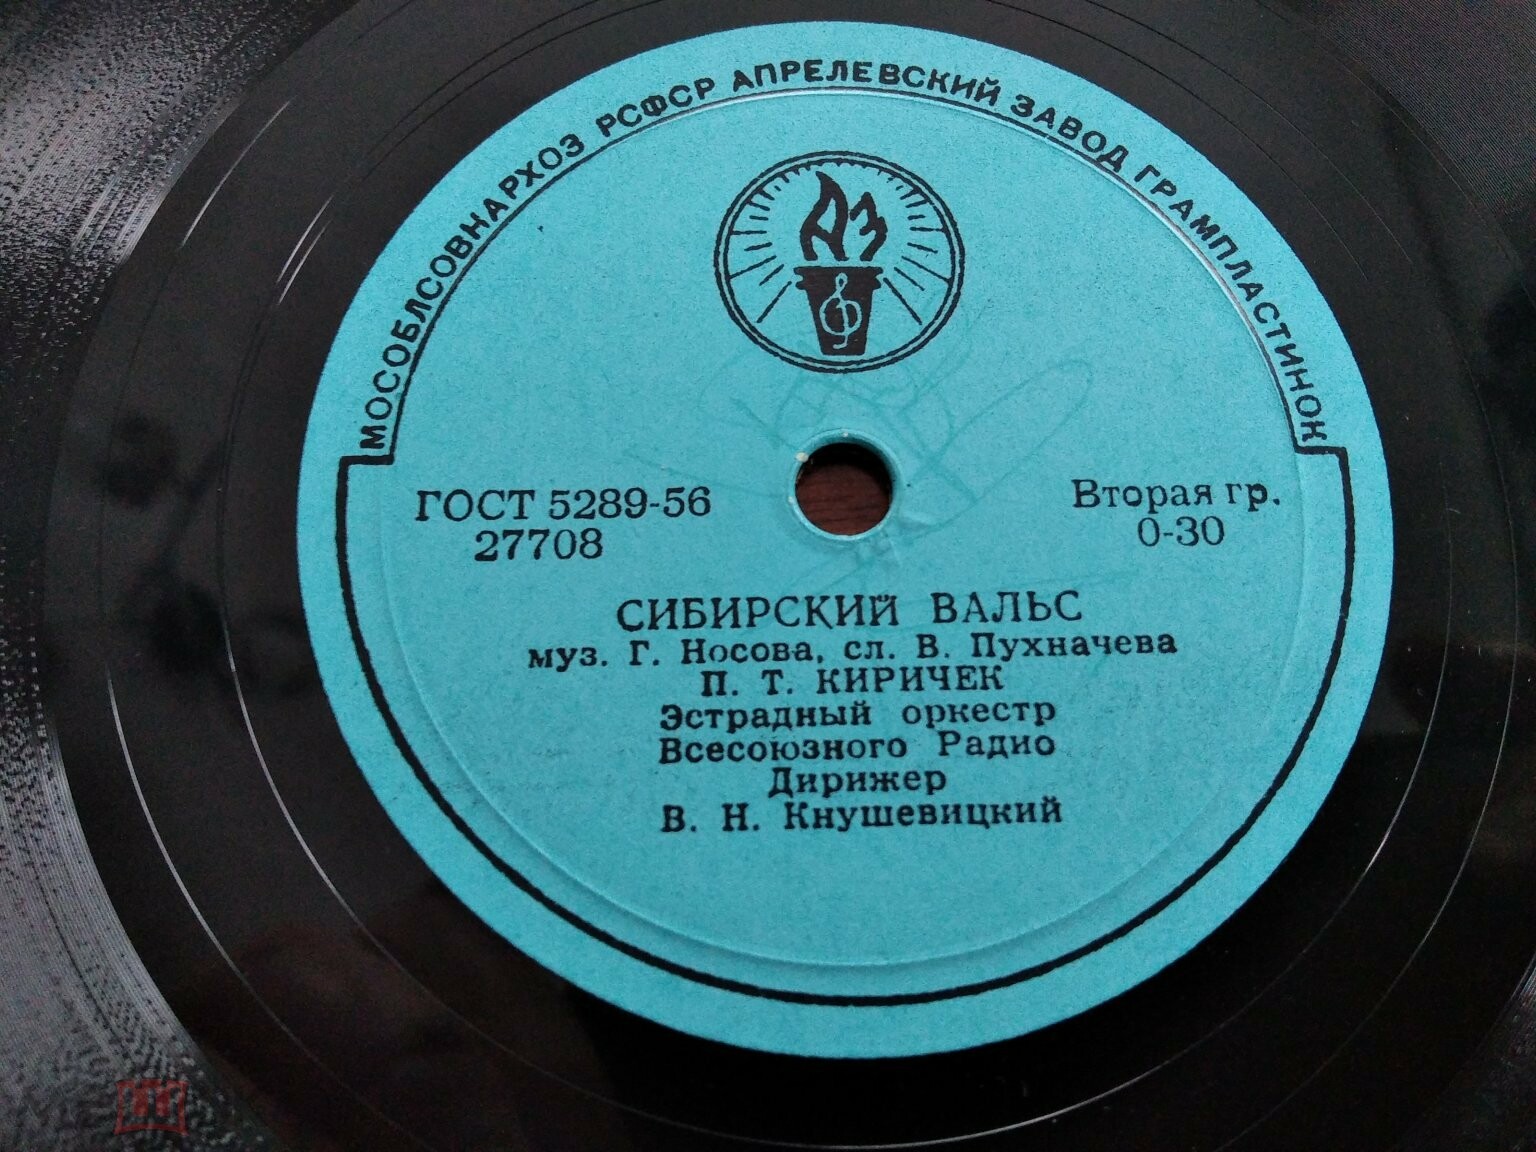 МОСОБЛСОВНАРХОЗ РСФСР АПРЕЛЕВСКИЙ ЗАВОД ГРАМПЛАСТИНОК
АЗ
ГОСТ 5289-56
27708
Вторая гр.
0-30
СИБИРСКИЙ ВАЛЬС
муз. Г. Носова, сл. В. Пухначева
П. Т. КИРИЧЕК
Эстрадный оркестр
Всесоюзного Радио
Дирижер
В. Н. Кнушевицкий